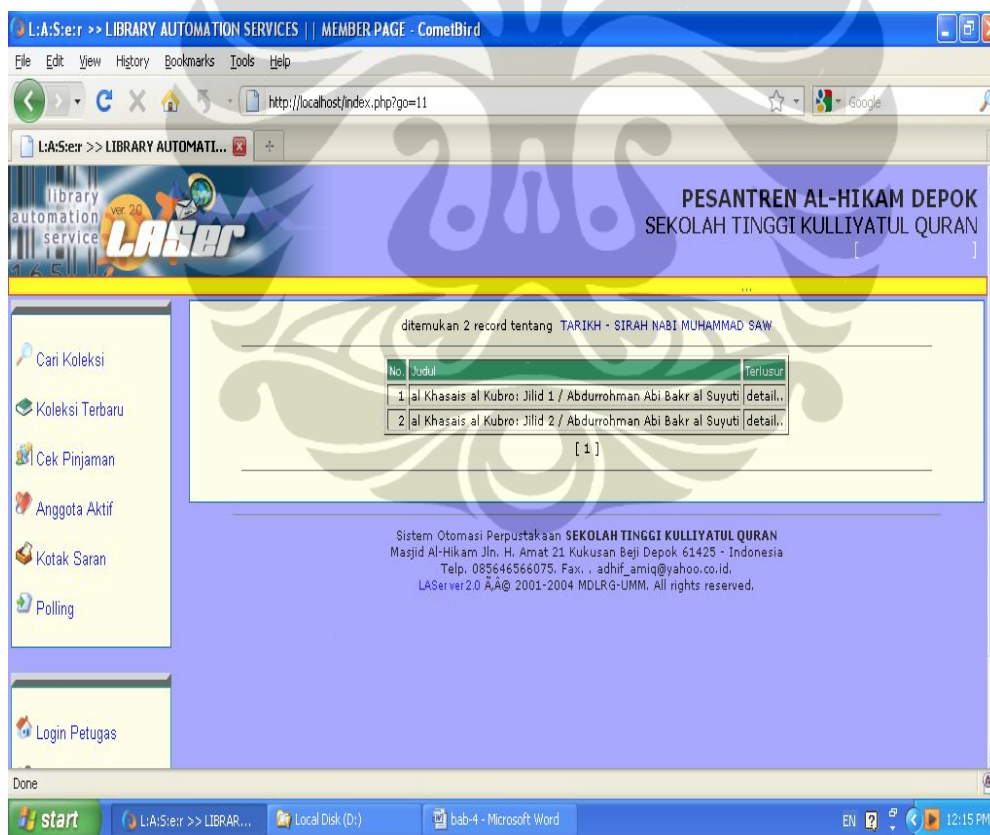 L:A:S:e:r >> LIBRARY AUTOMATION SERVICES || MEMBER PAGE - CometBird
File Edit View History Bookmarks Tools Help
http://localhost/index.php?go=11
Google
L:A:S:e:r >> LIBRARY AUTOMATI...
library
automation
service
ver. 2.0
LASer
PESANTREN AL-HIKAM DEPOK
SEKOLAH TINGGI KULLIYATUL QURAN
[ ]
...
Cari Koleksi
Koleksi Terbaru
Cek Pinjaman
Anggota Aktif
Kotak Saran
Polling
Login Petugas
ditemukan 2 record tentang TARIKH - SIRAH NABI MUHAMMAD SAW
No. Judul Terlusur
1 al Khasais al Kubro: Jilid 1 / Abdurrohman Abi Bakr al Suyuti detail..
2 al Khasais al Kubro: Jilid 2 / Abdurrohman Abi Bakr al Suyuti detail..
[ 1 ]
Sistem Otomasi Perpustakaan SEKOLAH TINGGI KULLIYATUL QURAN
Masjid Al-Hikam Jln. H. Amat 21 Kukusan Beji Depok 61425 - Indonesia
Telp. 085646566075. Fax. . adhif_amiq@yahoo.co.id.
LASer ver 2.0 Ã,Â© 2001-2004 MDLRG-UMM. All rights reserved.
Done
start
L:A:S:e:r >> LIBRAR...
Local Disk (D:)
bab-4 - Microsoft Word
EN
12:15 PM